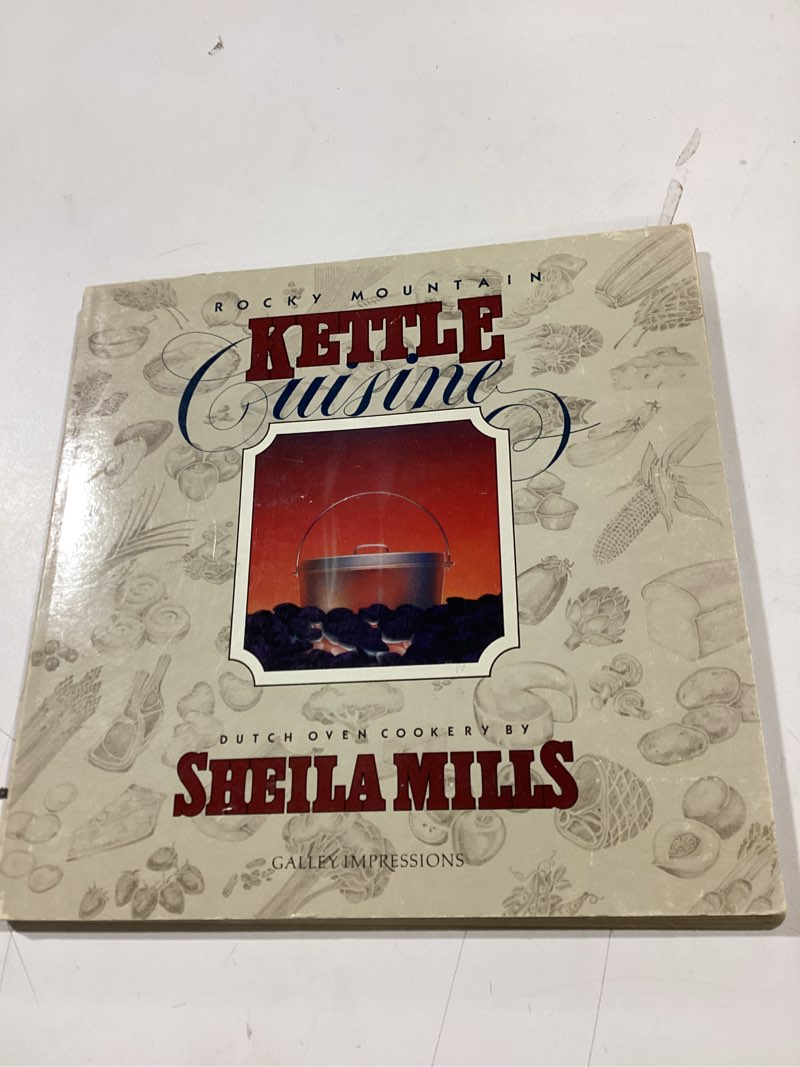 ROCKY MOUNTAIN
KETTLE
Cuisine
DUTCH OVEN COOKERY BY
SHEILA MILLS
GALLEY IMPRESSIONS